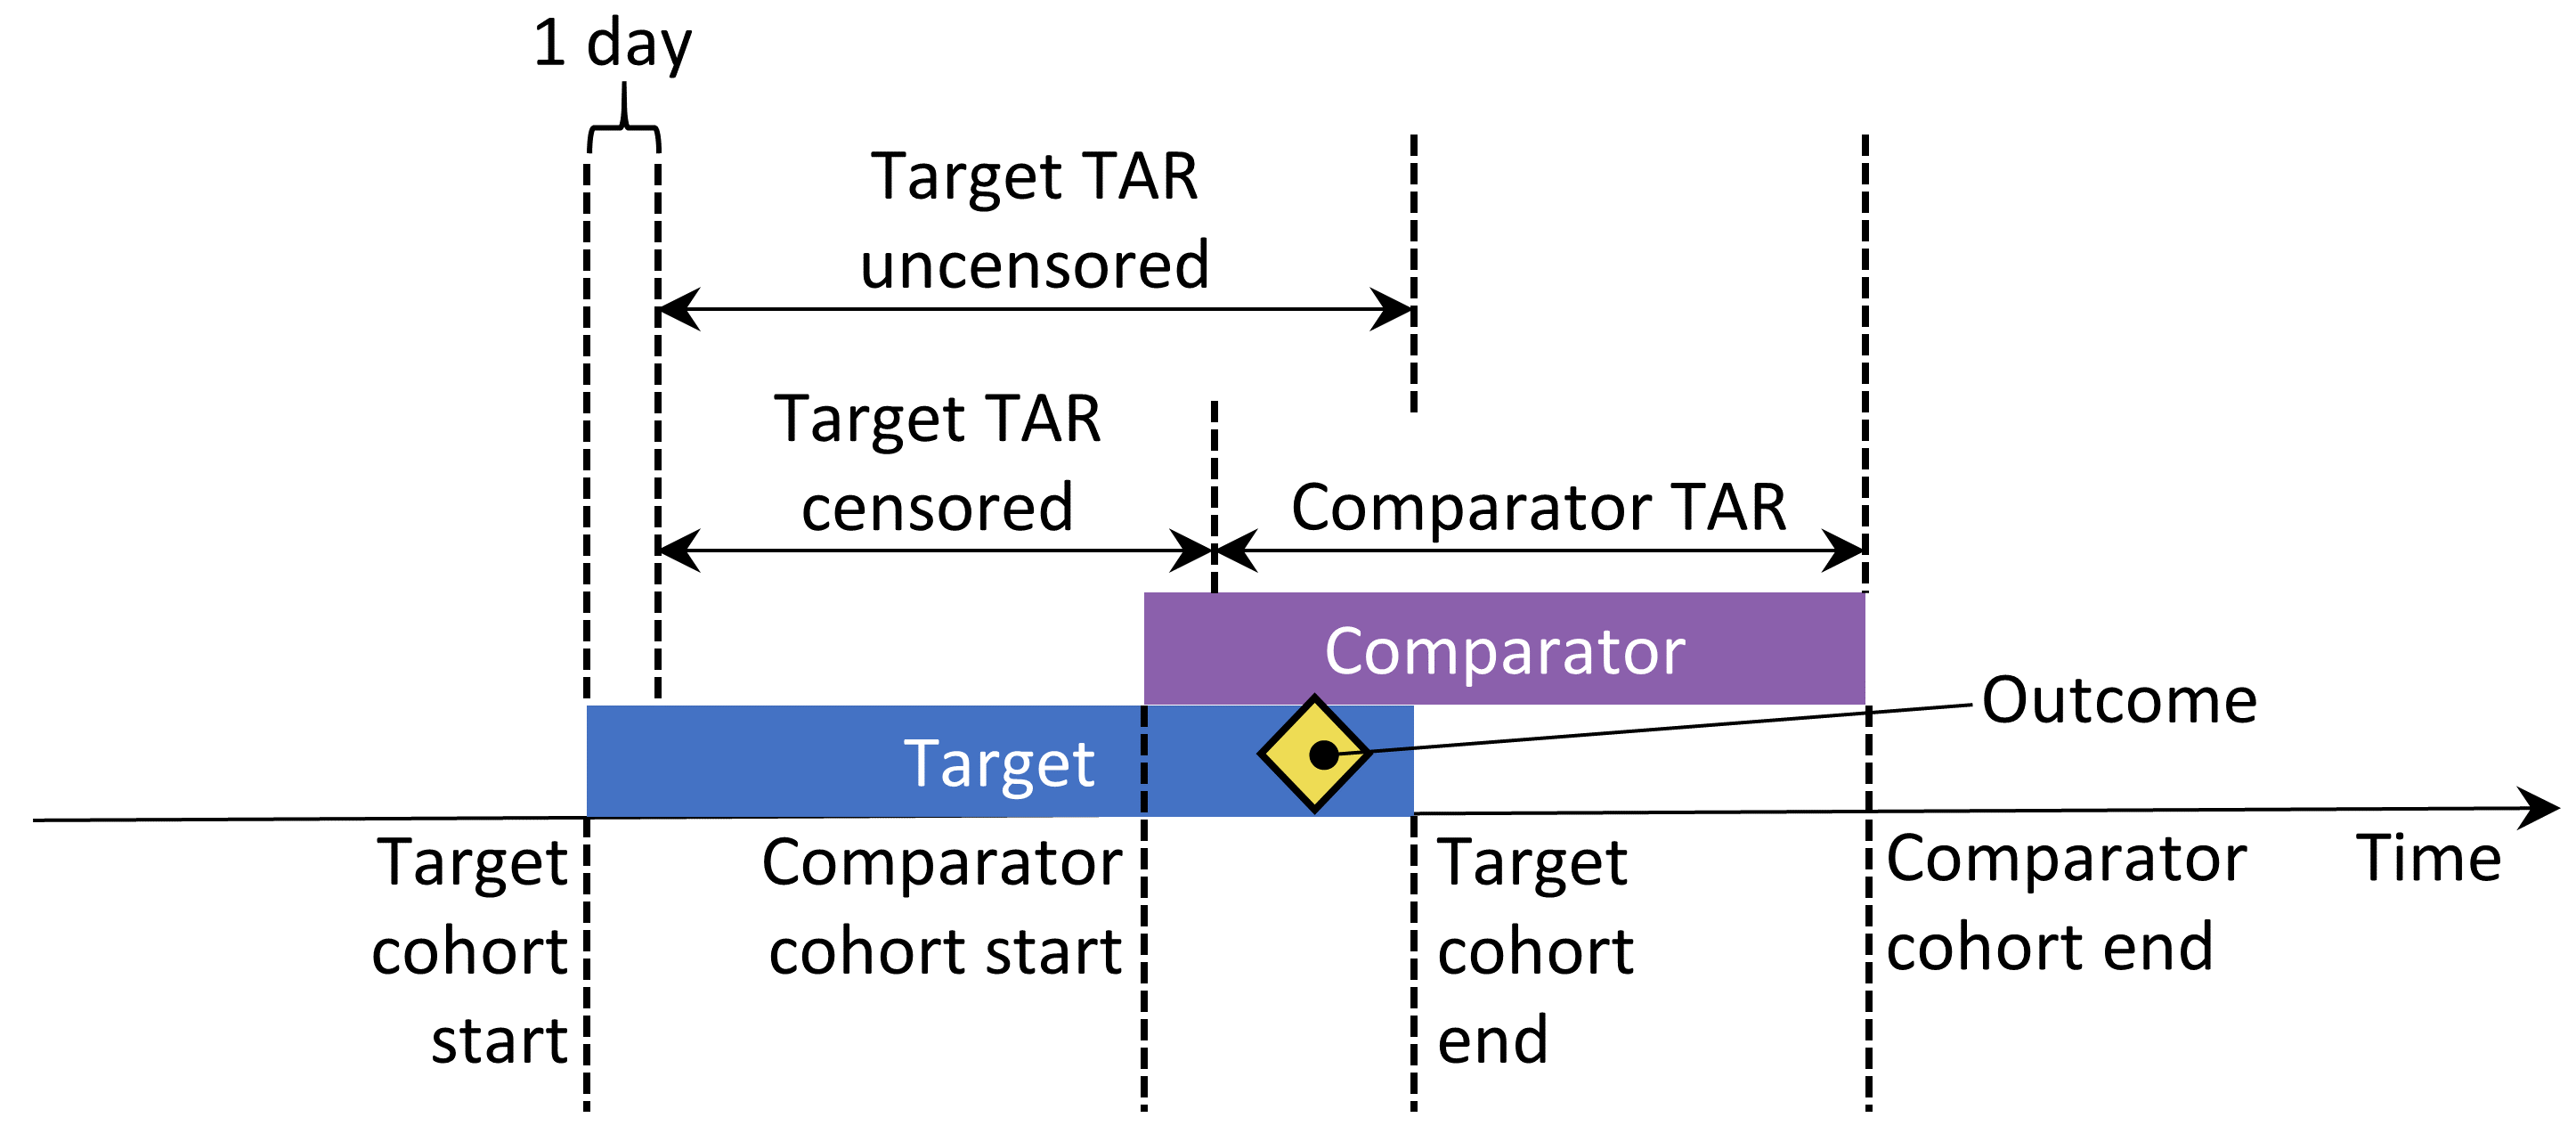 1 day
Target TAR
uncensored
Target TAR
censored
Comparator TAR
Comparator
Outcome
Target
Target
cohort
start
Comparator
cohort start
Target
cohort
end
Comparator
cohort end
Time